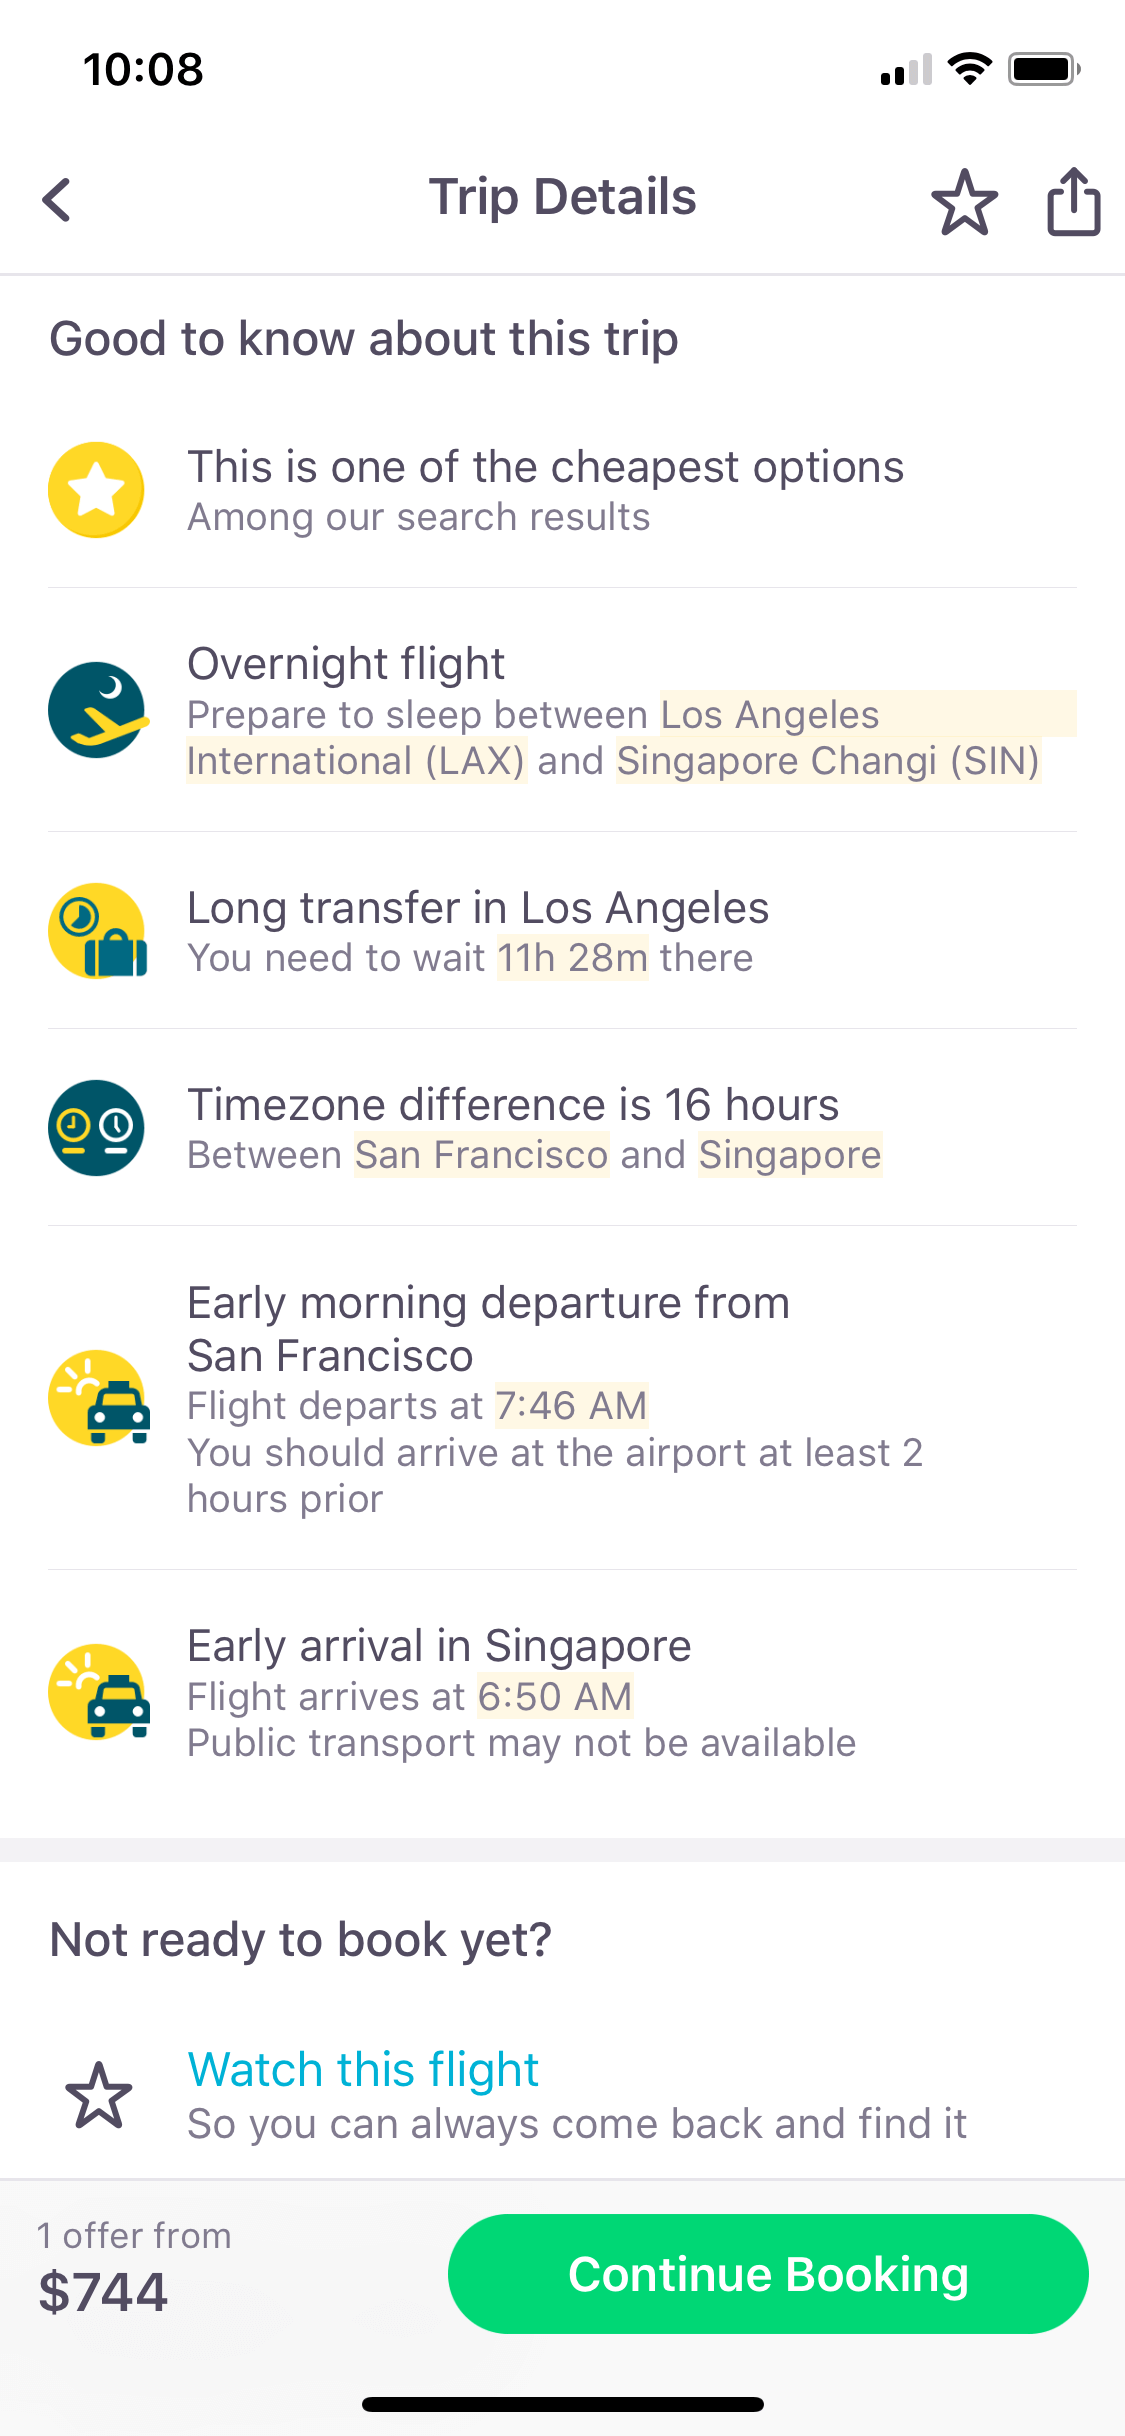 10:08
Trip Details
Good to know about this trip
This is one of the cheapest options
Among our search results
Overnight flight
Prepare to sleep between Los Angeles
International (LAX) and Singapore Changi (SIN)
Long transfer in Los Angeles
You need to wait 11h 28m there
Timezone difference is 16 hours
Between San Francisco and Singapore
Early morning departure from
San Francisco
Flight departs at 7:46 AM
You should arrive at the airport at least 2
hours prior
Early arrival in Singapore
Flight arrives at 6:50 AM
Public transport may not be available
Not ready to book yet?
Watch this flight
So you can always come back and find it
1 offer from
$744
Continue Booking